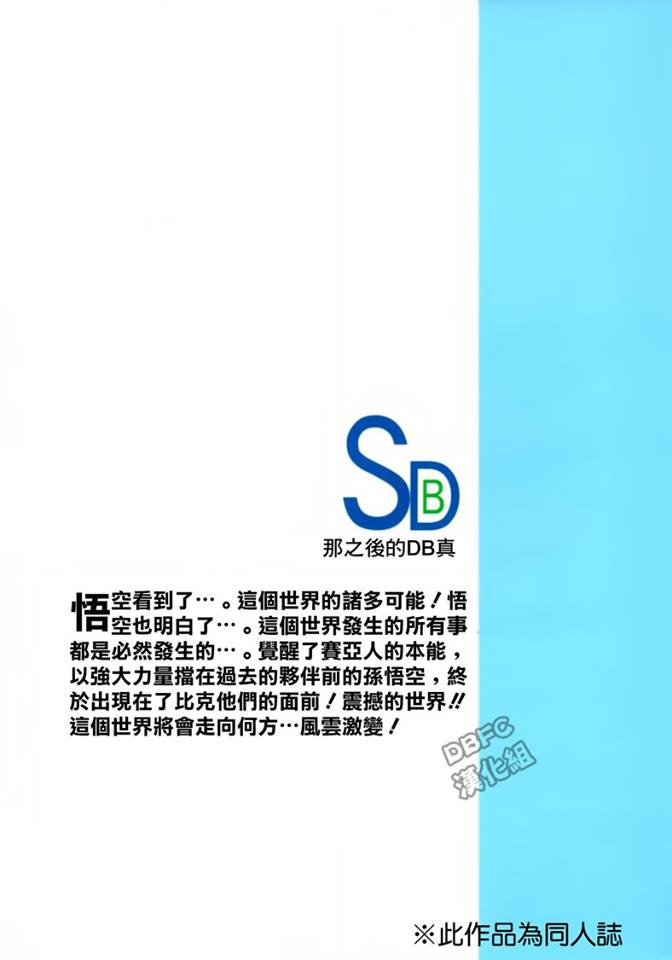 SDB
那之後的DB真
悟空看到了…。這個世界的諸多可能！悟
空也明白了…。這個世界發生的所有事
都是必然發生的…。覺醒了賽亞人的本能，
以強大力量擋在過去的夥伴前的孫悟空，終
於出現在了比克他們的面前！震撼的世界!!
這個世界將會走向何方…風雲激變！
DBFC
漢化組
※此作品為同人誌